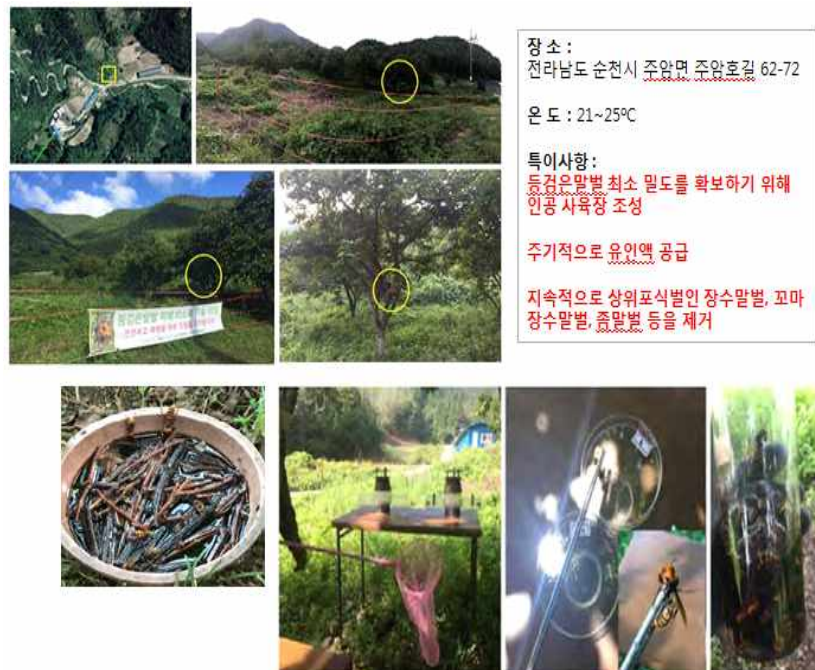 장 소 :
전라남도 순천시 주암면 주암호길 62-72
온 도 : 21~25ºC
특이사항 :
등검은말벌 최소 밀도를 확보하기 위해
인공 사육장 조성
주기적으로 유인액 공급
지속적으로 상위포식벌인 장수말벌, 꼬마
장수말벌, 좀말벌 등을 제거